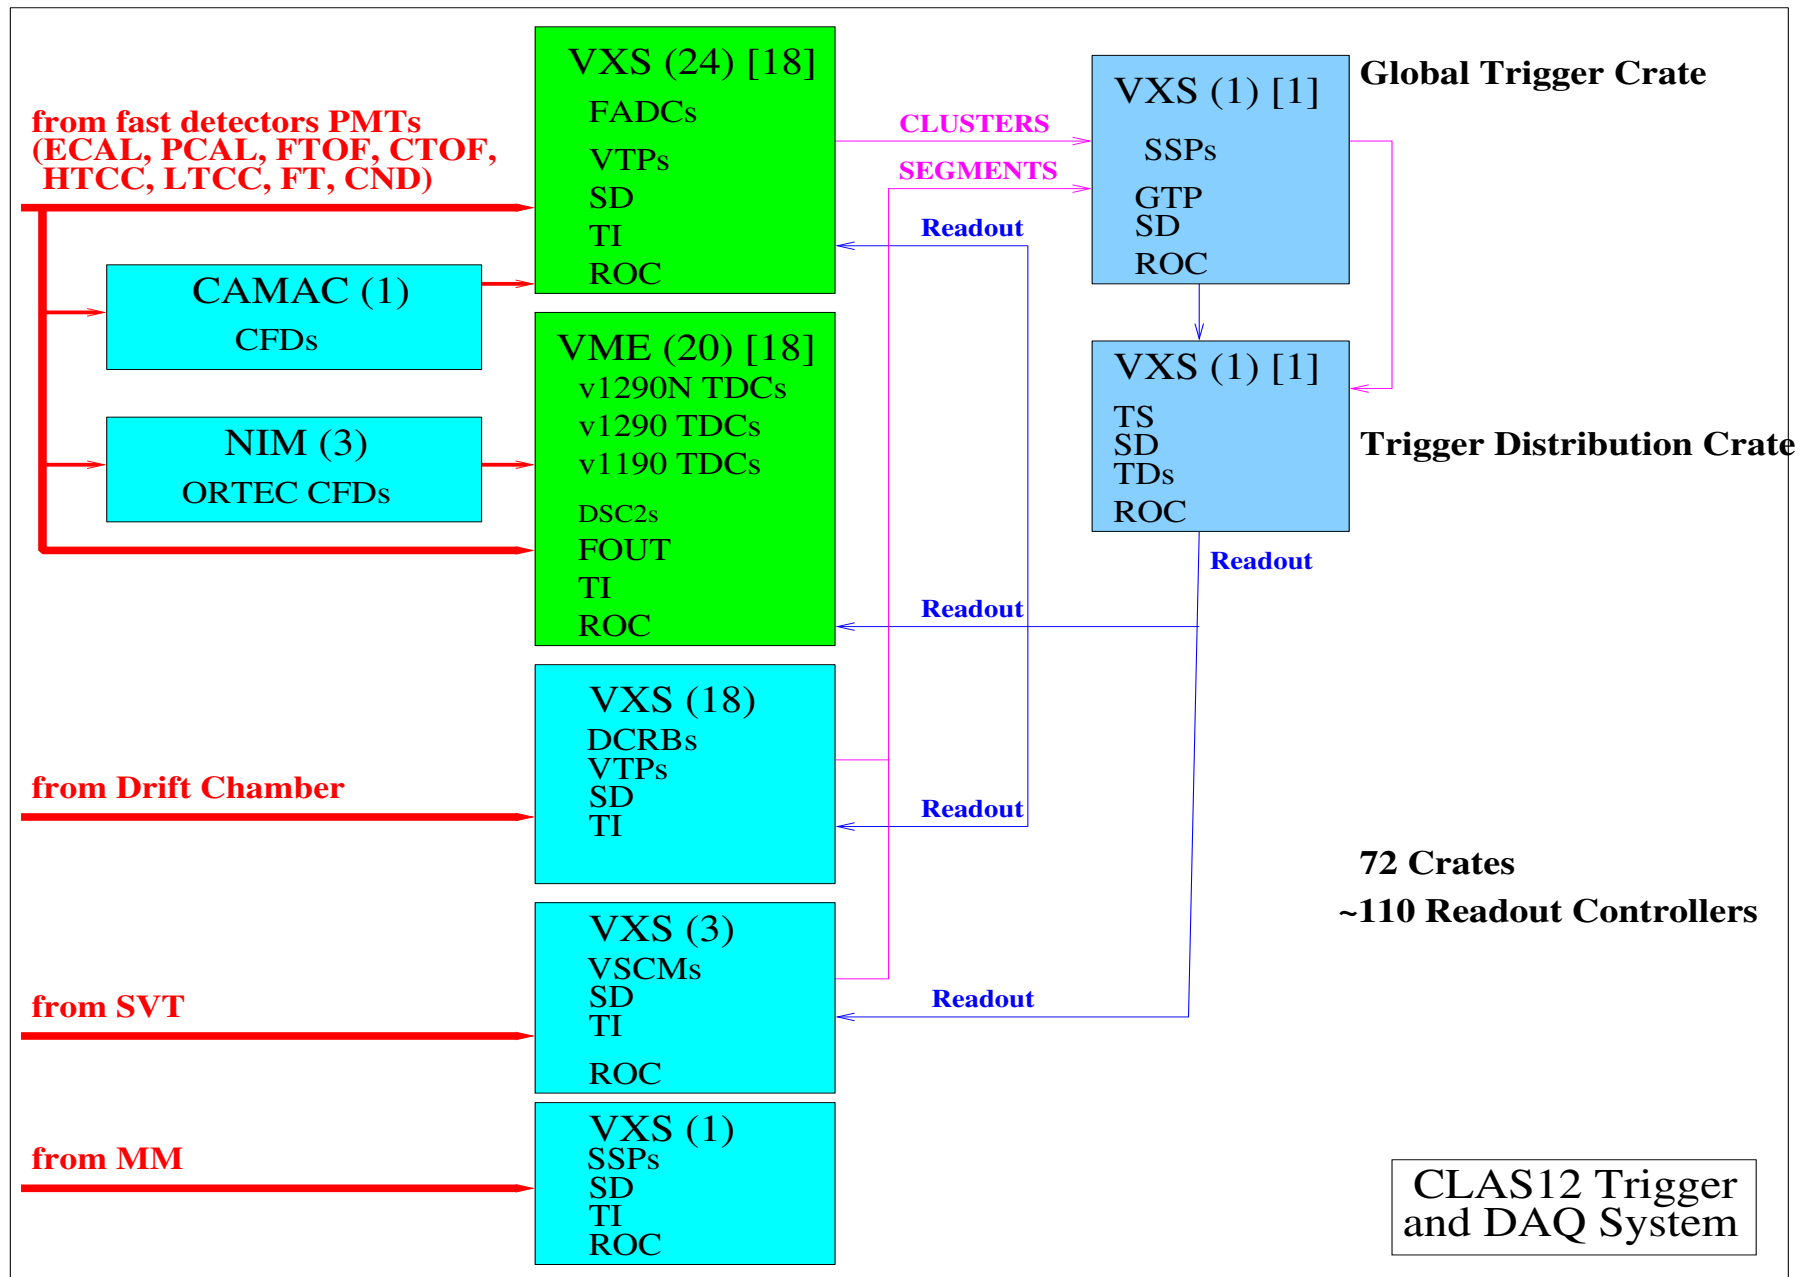 from fast detectors PMTs
(ECAL, PCAL, FTOF, CTOF,
HTCC, LTCC, FT, CND)
CAMAC (1)
CFDs
NIM (3)
ORTEC CFDs
from Drift Chamber
from SVT
from MM
VXS (24) [18]
FADCs
VTPs
SD
TI
ROC
VME (20) [18]
v1290N TDCs
v1290 TDCs
v1190 TDCs
DSC2s
FOUT
TI
ROC
VXS (18)
DCRBs
VTPs
SD
TI
VXS (3)
VSCMs
SD
TI
ROC
VXS (1)
SSPs
SD
TI
ROC
CLUSTERS
SEGMENTS
Readout
Readout
Readout
Readout
VXS (1) [1]
SSPs
GTP
SD
ROC
Global Trigger Crate
VXS (1) [1]
TS
SD
TDs
ROC
Trigger Distribution Crate
Readout
72 Crates
~110 Readout Controllers
CLAS12 Trigger
and DAQ System